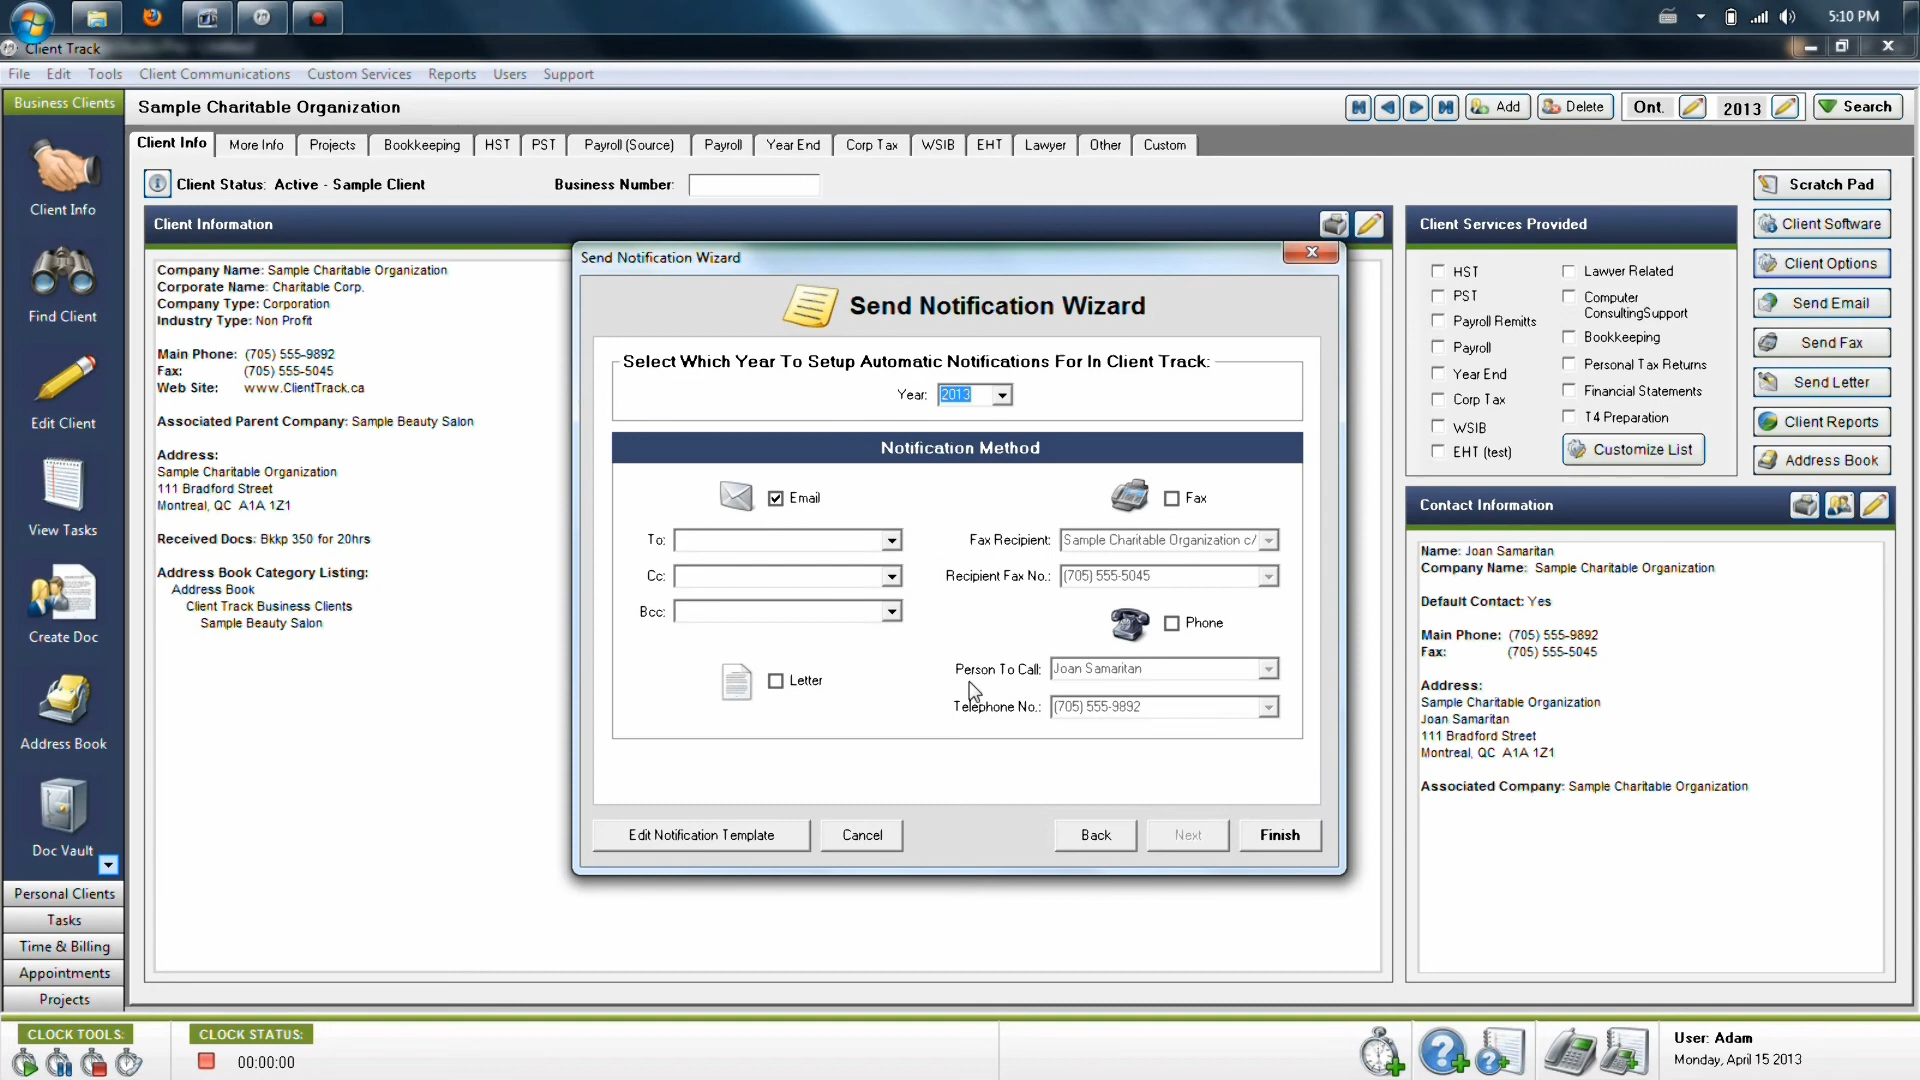 5:10 PM
Client Track
File Edit Tools Client Communications Custom Services Reports Users Support
Business Clients
Sample Charitable Organization
Add
Delete
Ont.
2013
Search
Client Info More Info Projects Bookkeeping HST PST Payroll (Source) Payroll Year End Corp Tax WSIB EHT Lawyer Other Custom
Client Status: Active - Sample Client
Business Number:
Client Info
Find Client
Edit Client
View Tasks
Create Doc
Address Book
Doc Vault
Personal Clients
Tasks
Time & Billing
Appointments
Projects
Client Information
Company Name: Sample Charitable Organization
Corporate Name: Charitable Corp.
Company Type: Corporation
Industry Type: Non Profit
Main Phone: (705) 555-9892
Fax: (705) 555-5045
Web Site: www.ClientTrack.ca
Associated Parent Company: Sample Beauty Salon
Address:
Sample Charitable Organization
111 Bradford Street
Montreal, QC A1A 1Z1
Received Docs: Bkkp 350 for 20hrs
Address Book Category Listing:
Address Book
Client Track Business Clients
Sample Beauty Salon
Send Notification Wizard
Send Notification Wizard
Select Which Year To Setup Automatic Notifications For In Client Track:
Year: 2013
Notification Method
Email
To:
Cc:
Bcc:
Letter
Fax
Fax Recipient: Sample Charitable Organization c/
Recipient Fax No.: (705) 555-5045
Phone
Person To Call: Joan Samaritan
Telephone No.: (705) 555-9892
Edit Notification Template
Cancel
Back
Next
Finish
Client Services Provided
HST
PST
Payroll Remitts
Payroll
Year End
Corp Tax
WSIB
EHT (test)
Lawyer Related
Computer
ConsultingSupport
Bookkeeping
Personal Tax Returns
Financial Statements
T4 Preparation
Customize List
Scratch Pad
Client Software
Client Options
Send Email
Send Fax
Send Letter
Client Reports
Address Book
Contact Information
Name: Joan Samaritan
Company Name: Sample Charitable Organization
Default Contact: Yes
Main Phone: (705) 555-9892
Fax: (705) 555-5045
Address:
Sample Charitable Organization
Joan Samaritan
111 Bradford Street
Montreal, QC A1A 1Z1
Associated Company: Sample Charitable Organization
CLOCK TOOLS:
CLOCK STATUS:
00:00:00
User: Adam
Monday, April 15 2013